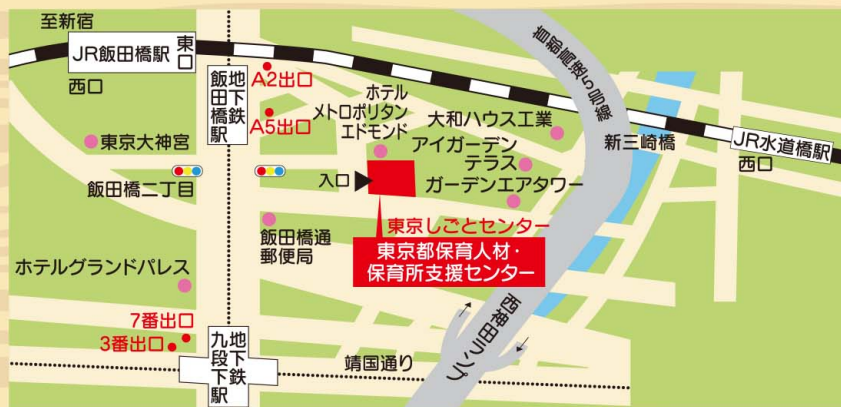 至新宿
JR飯田橋駅
東口
西口
地下鉄
飯田橋駅
A2出口
A5出口
ホテル
メトロポリタン
エドモンド
大和ハウス工業
首都高速5号線
新三崎橋
JR水道橋駅
西口
東京大神宮
アイガーデン
テラス
ガーデンエアタワー
飯田橋二丁目
入口
東京しごとセンター
東京都保育人材・
保育所支援センター
飯田橋通
郵便局
ホテルグランドパレス
7番出口
3番出口
地下鉄
九段下駅
靖国通り
西神田ランプ